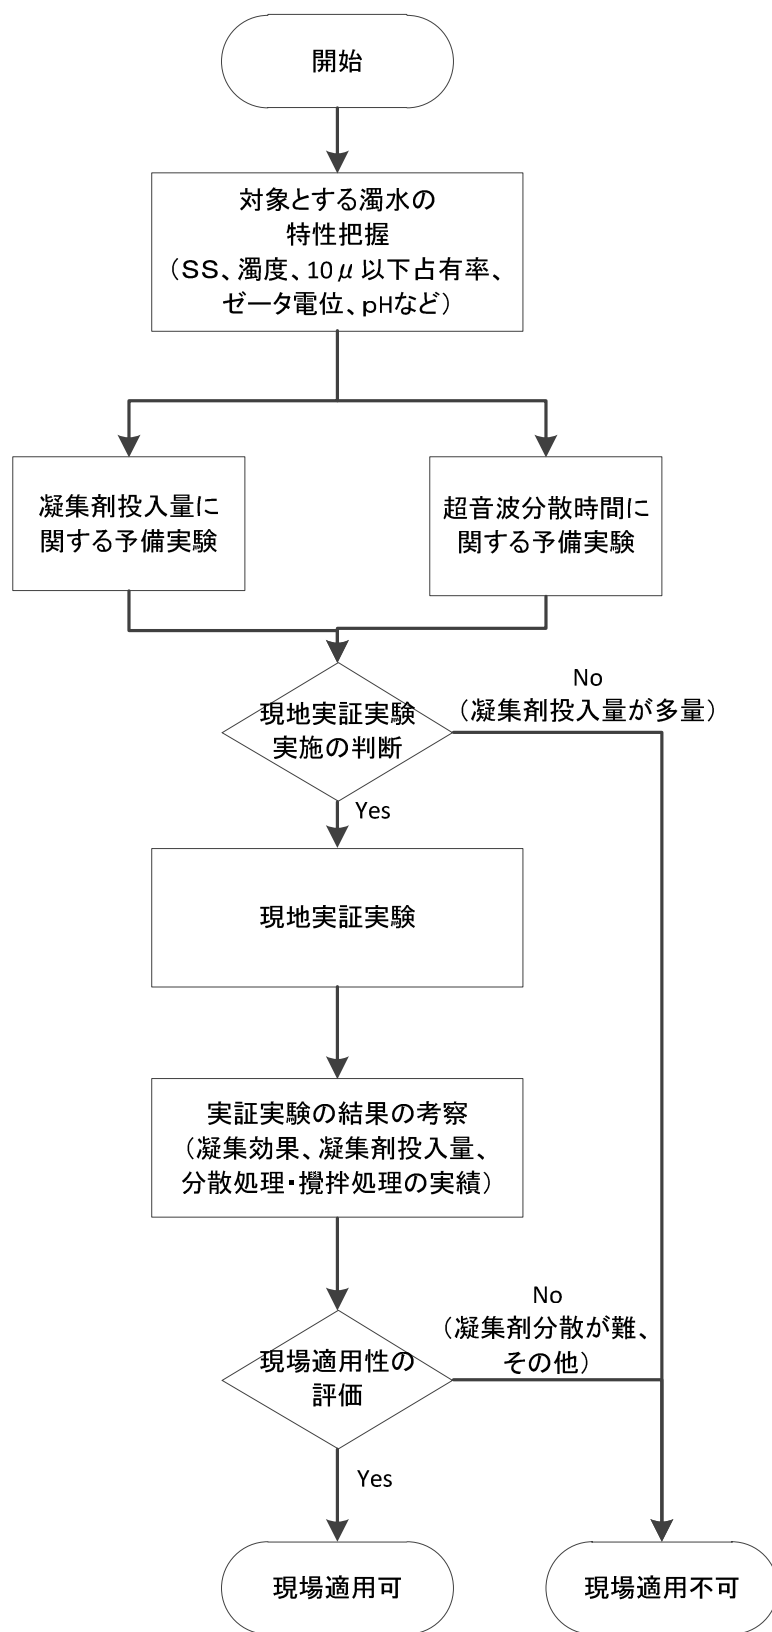 開始
対象とする濁水の
特性把握
（SS、濁度、10μ以下占有率、
ゼータ電位、pHなど）
凝集剤投入量に
関する予備実験
超音波分散時間に
関する予備実験
現地実証実験
実施の判断
No
（凝集剤投入量が多量）
Yes
現地実証実験
実証実験の結果の考察
（凝集効果、凝集剤投入量、
分散処理・攪拌処理の実績）
現場適用性の
評価
No
（凝集剤分散が難、
その他）
Yes
現場適用可
現場適用不可